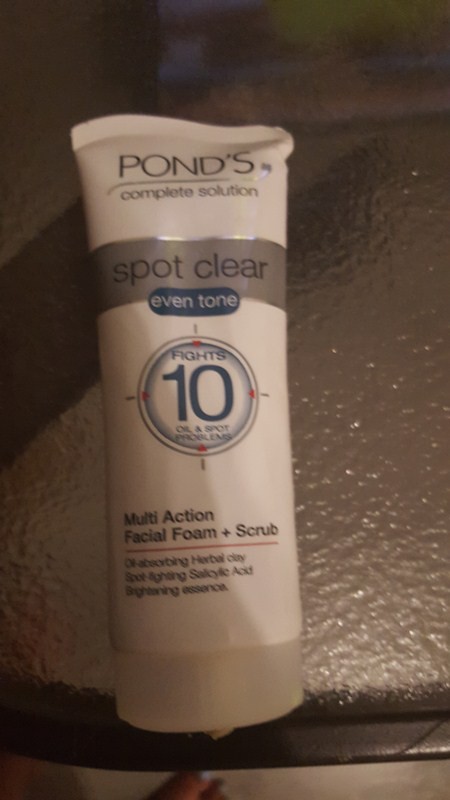 POND'S
complete solution
spot clear
even tone
FIGHTS
10
OIL & SPOT
PROBLEMS
Multi Action
Facial Foam + Scrub
Oil-absorbing Herbal clay
Spot-fighting Salicylic Acid
Brightening essence.